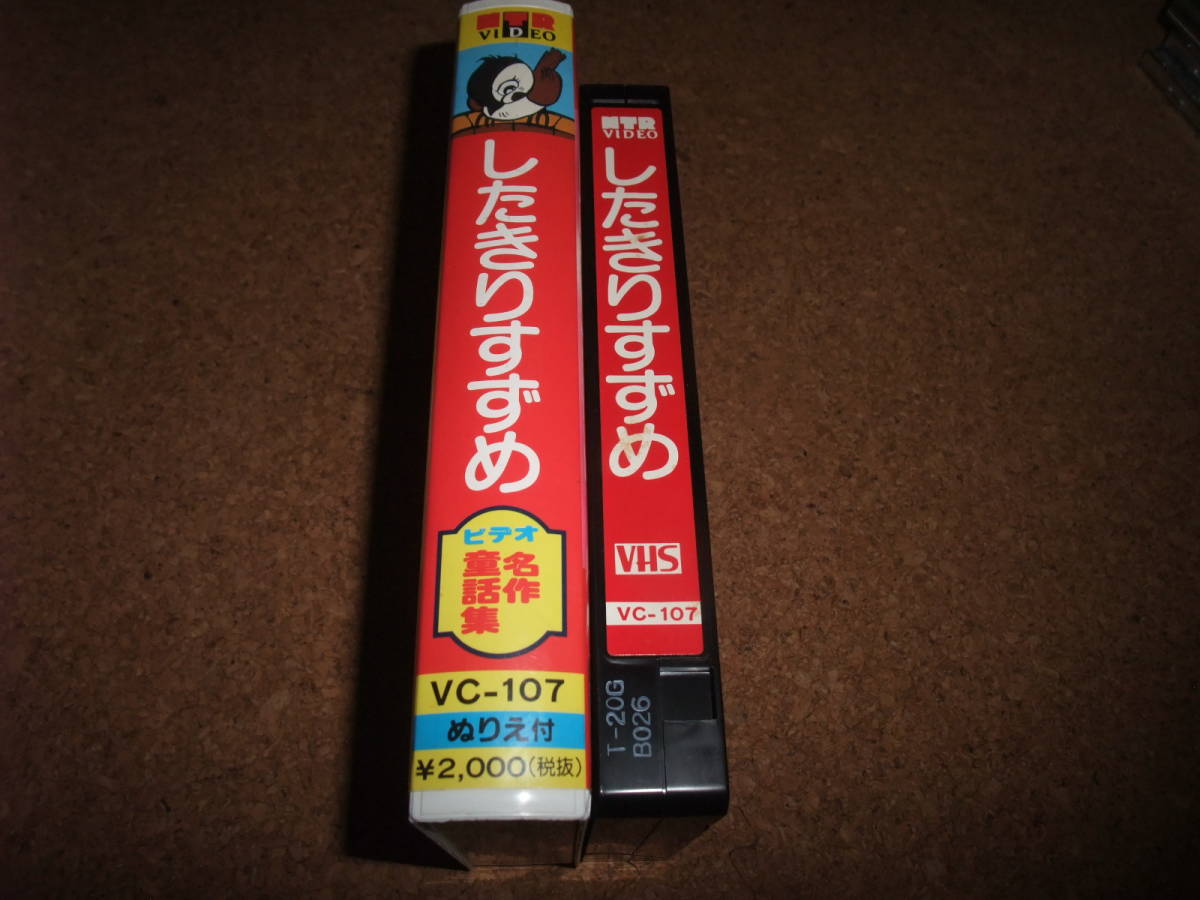 NTR
VIDEO
したきりすずめ
ビデオ
名作
童話集
VC-107
ぬりえ付
¥2,000(税抜)
NTR
VIDEO
したきりすずめ
VHS
VC-107
T-20G
B026